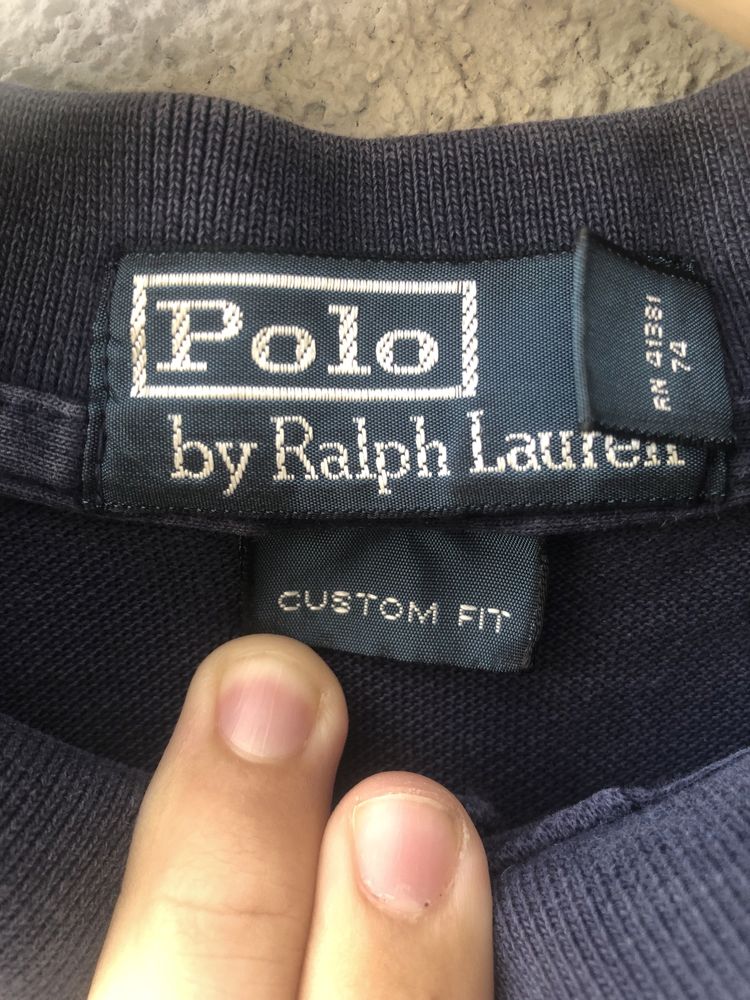 Polo
by Ralph Lauren
RN 41381
74
CUSTOM FIT